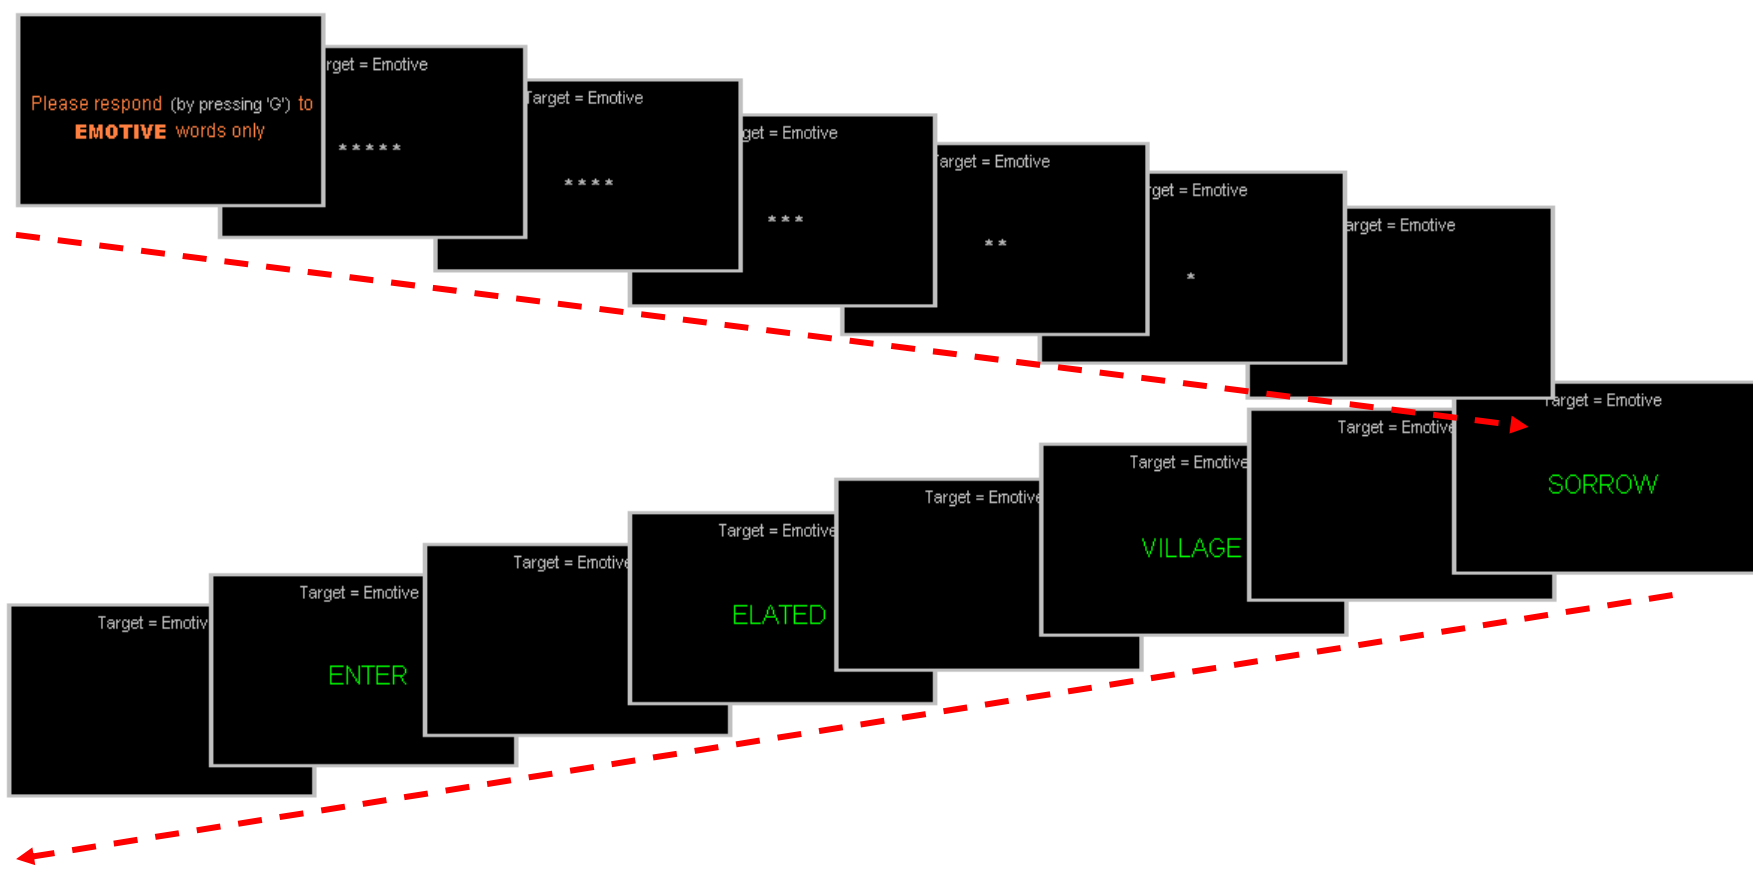 Please respond (by pressing 'G') to
EMOTIVE words only
rget = Emotive
*****
Target = Emotive
****
get = Emotive
***
arget = Emotive
**
rget = Emotive
*
arget = Emotive
Target = Emotive
SORROW
Target = Emotive
Target = Emotive
VILLAGE
Target = Emotive
Target = Emotive
ELATED
Target = Emotive
Target = Emotive
ENTER
Target = Emotiv